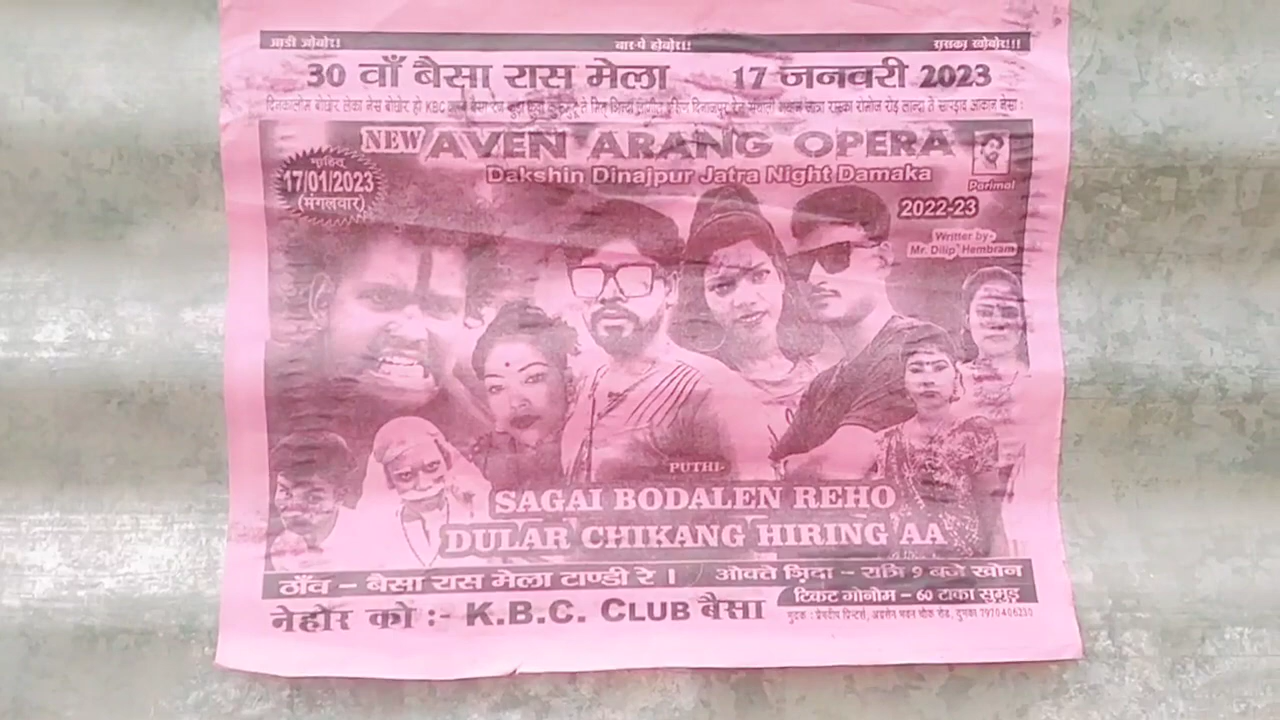 जाडी जोबोर!
बार-पे होबोर!!
रासका खोबोर!!!
30 वाँ बैसा रास मेला 17 जनवरी 2023
NEW AVEN ARANG OPERA
Dakshin Dinajpur Jatra Night Damaka
Parimal
माहित्
17/01/2023
(मंगलवार)
2022-23
Writter by-
Mr. Dilip Hembram
PUTHI-
SAGAI BODALEN REHO
DULAR CHIKANG HIRING AA
ठाँव – बैसा रास मेला टाण्डी रे । ओक्ते ञिदा – रात्रि 9 बजे खोन
नेहोर को :- K.B.C. CLUB बैसा
टिकट गोनोम – 60 टाका सुमुङ